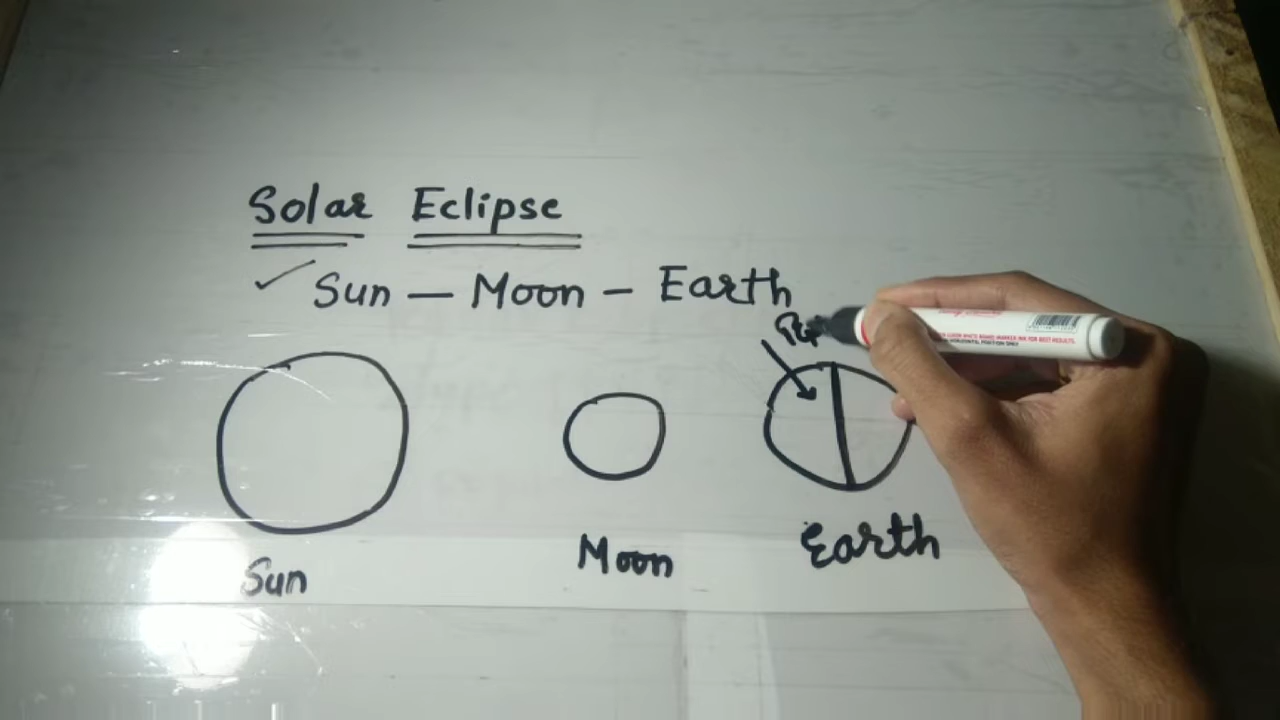 Solar Eclipse
✓ Sun — Moon – Earth
Sun
Moon
Earth